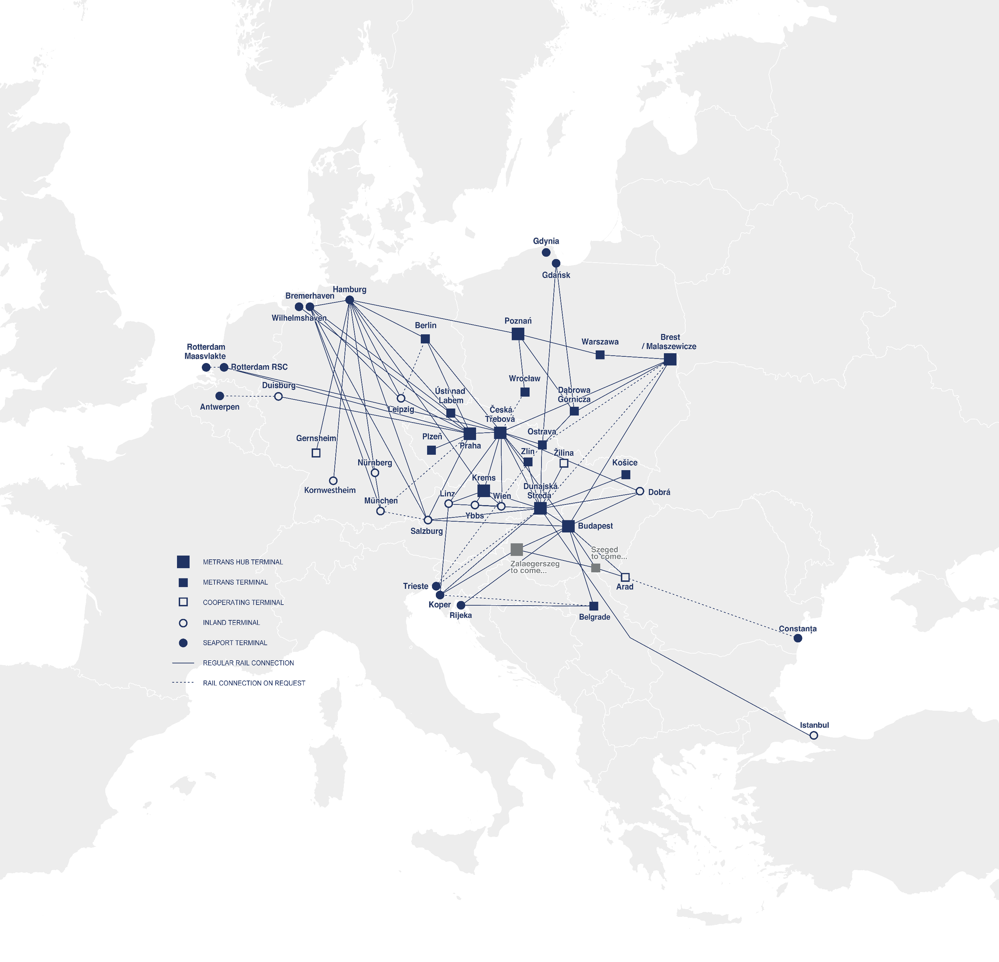 Gdynia
Gdańsk
Hamburg
Bremerhaven
Wilhelmshaven
Berlin
Poznań
Brest
/ Malaszewicze
Warszawa
Rotterdam
Maasvlakte
Rotterdam RSC
Duisburg
Antwerpen
Wrocław
Ústí nad
Labem
Leipzig
Dąbrowa
Górnicza
Česká
Třebová
Ostrava
Gernsheim
Plzeň
Praha
Zlín
Žilina
Nürnberg
Košice
Kornwestheim
Krems
Dunajská
Streda
Dobrá
Linz
Wien
München
Ybbs
Salzburg
Budapest
Szeged
to come...
Zalaegerszeg
to come...
Trieste
Arad
Koper
Rijeka
Belgrade
Constanța
Istanbul
METRANS HUB TERMINAL
METRANS TERMINAL
COOPERATING TERMINAL
INLAND TERMINAL
SEAPORT TERMINAL
REGULAR RAIL CONNECTION
RAIL CONNECTION ON REQUEST